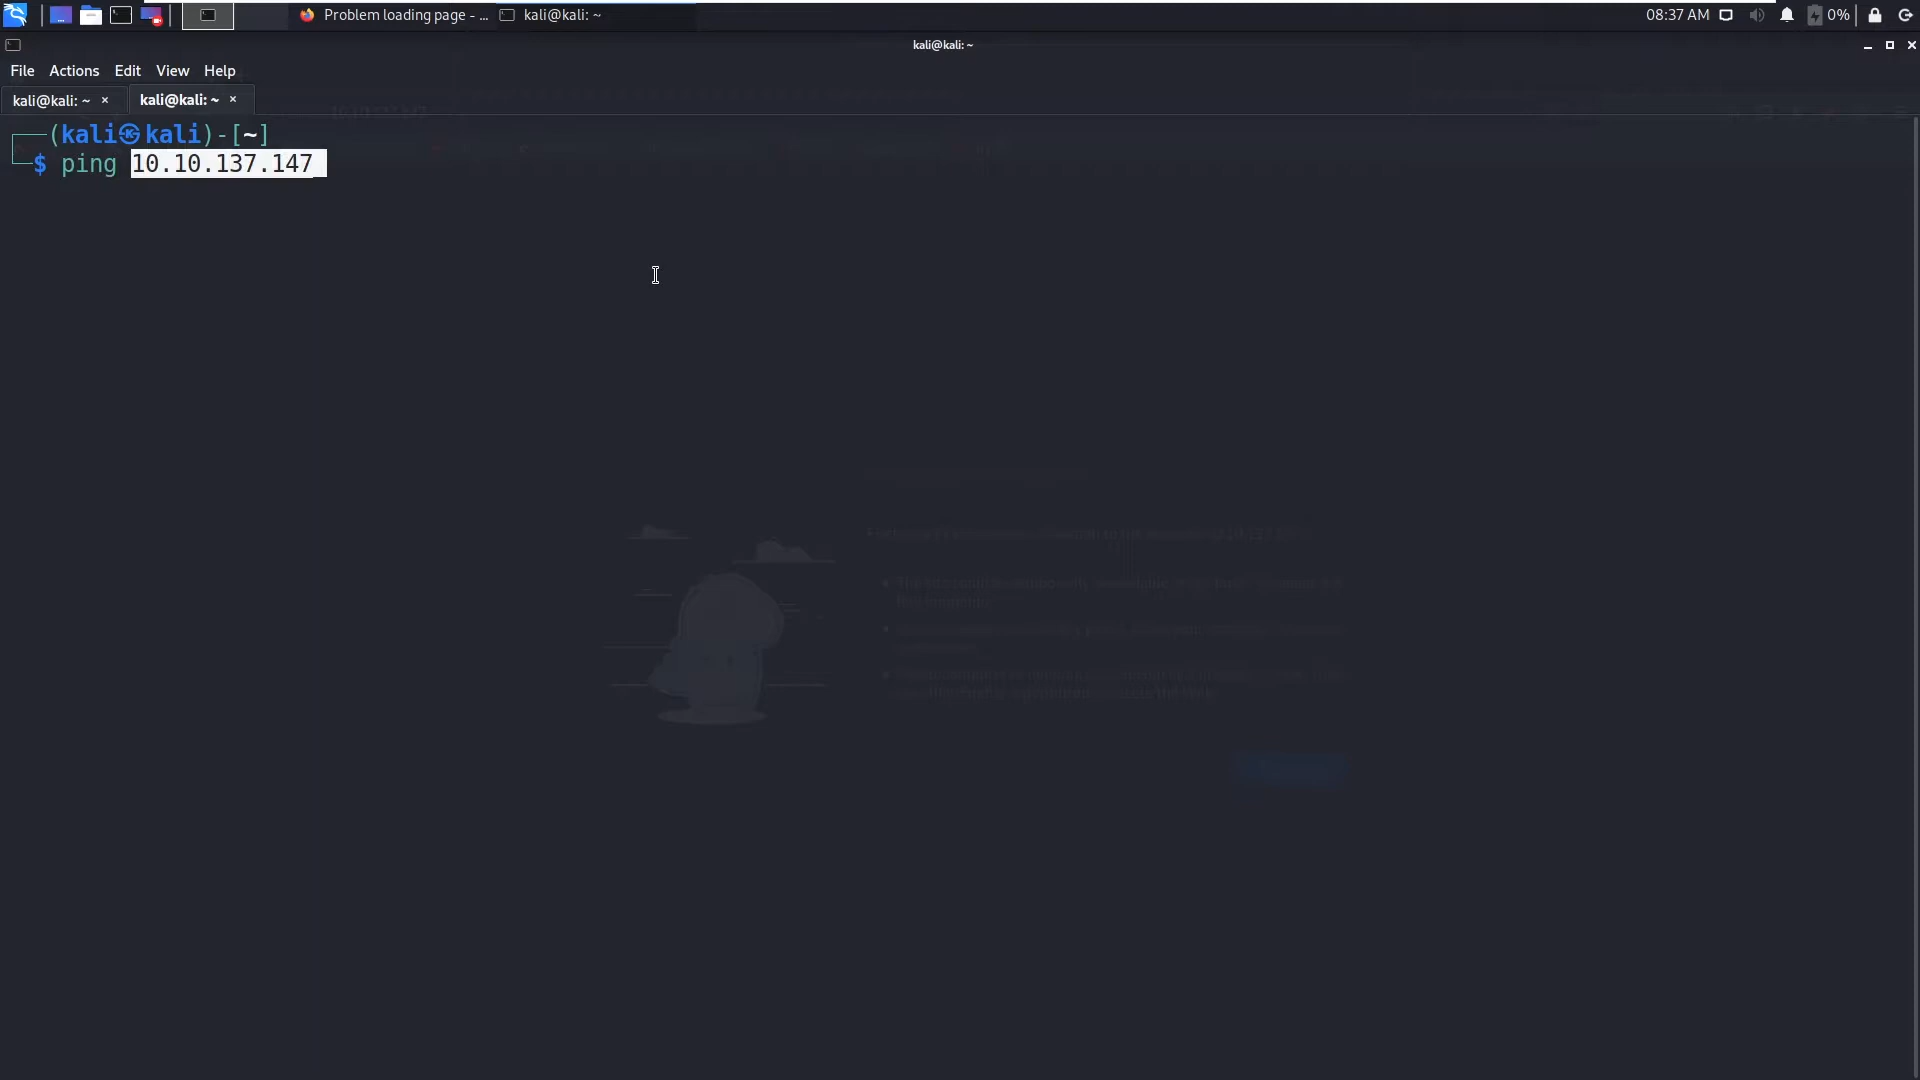 Problem loading page - ...
kali@kali: ~
08:37 AM
0%
kali@kali: ~
File Actions Edit View Help
kali@kali: ~ ×
kali@kali: ~ ×
(kali㉿kali)-[~]
$ ping 10.10.137.147